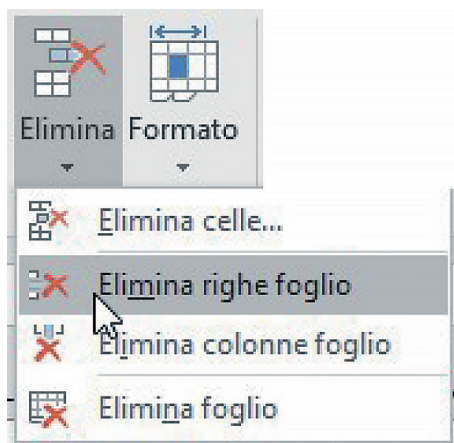 Elimina Formato
Elimina celle...
Elimina righe foglio
Elimina colonne foglio
Elimina foglio